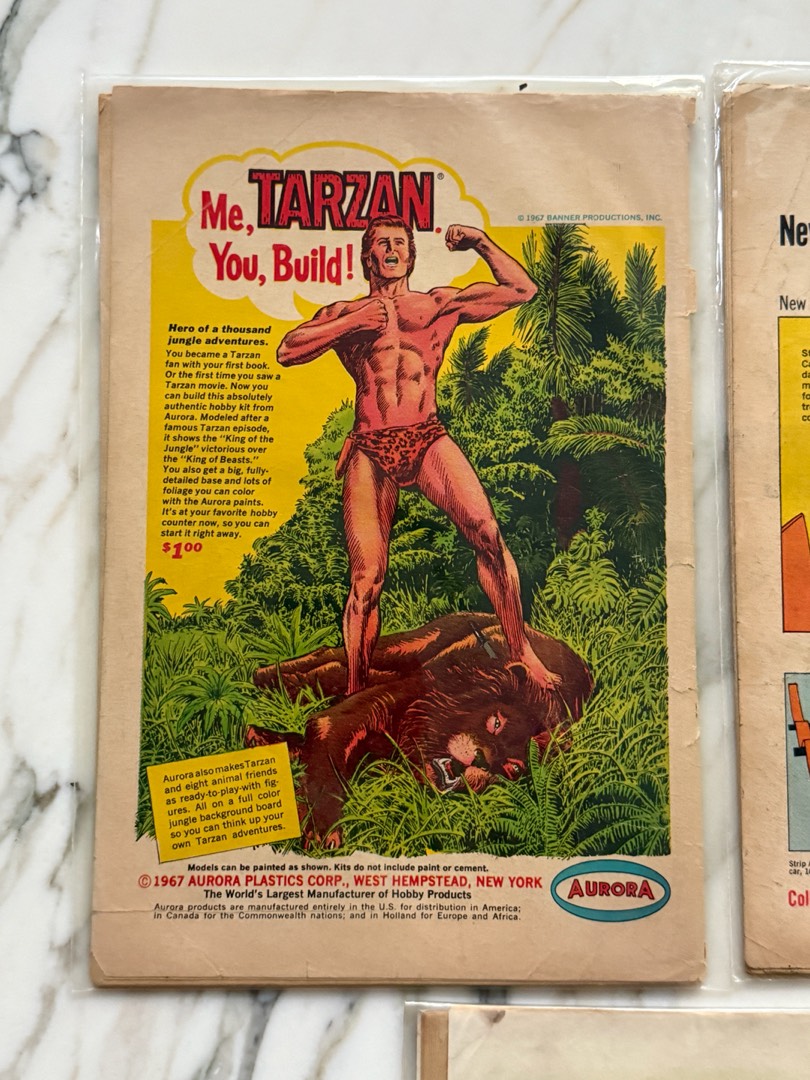 Me, TARZAN®.
You, Build!
© 1967 BANNER PRODUCTIONS, INC.
Hero of a thousand
jungle adventures.
You became a Tarzan
fan with your first book.
Or the first time you saw a
Tarzan movie. Now you
can build this absolutely
authentic hobby kit from
Aurora. Modeled after a
famous Tarzan episode,
it shows the "King of the
Jungle" victorious over
the "King of Beasts."
You also get a big, fully-
detailed base and lots of
foliage you can color
with the Aurora paints.
It's at your favorite hobby
counter now, so you can
start it right away.
$1.00
Aurora also makes Tarzan
and eight animal friends
as ready-to-play-with fig-
ures. All on a full color
jungle background board
so you can think up your
own Tarzan adventures.
Models can be painted as shown. Kits do not include paint or cement.
© 1967 AURORA PLASTICS CORP., WEST HEMPSTEAD, NEW YORK
The World's Largest Manufacturer of Hobby Products
Aurora products are manufactured entirely in the U.S. for distribution in America;
in Canada for the Commonwealth nations; and in Holland for Europe and Africa.
AURORA
New
Strip